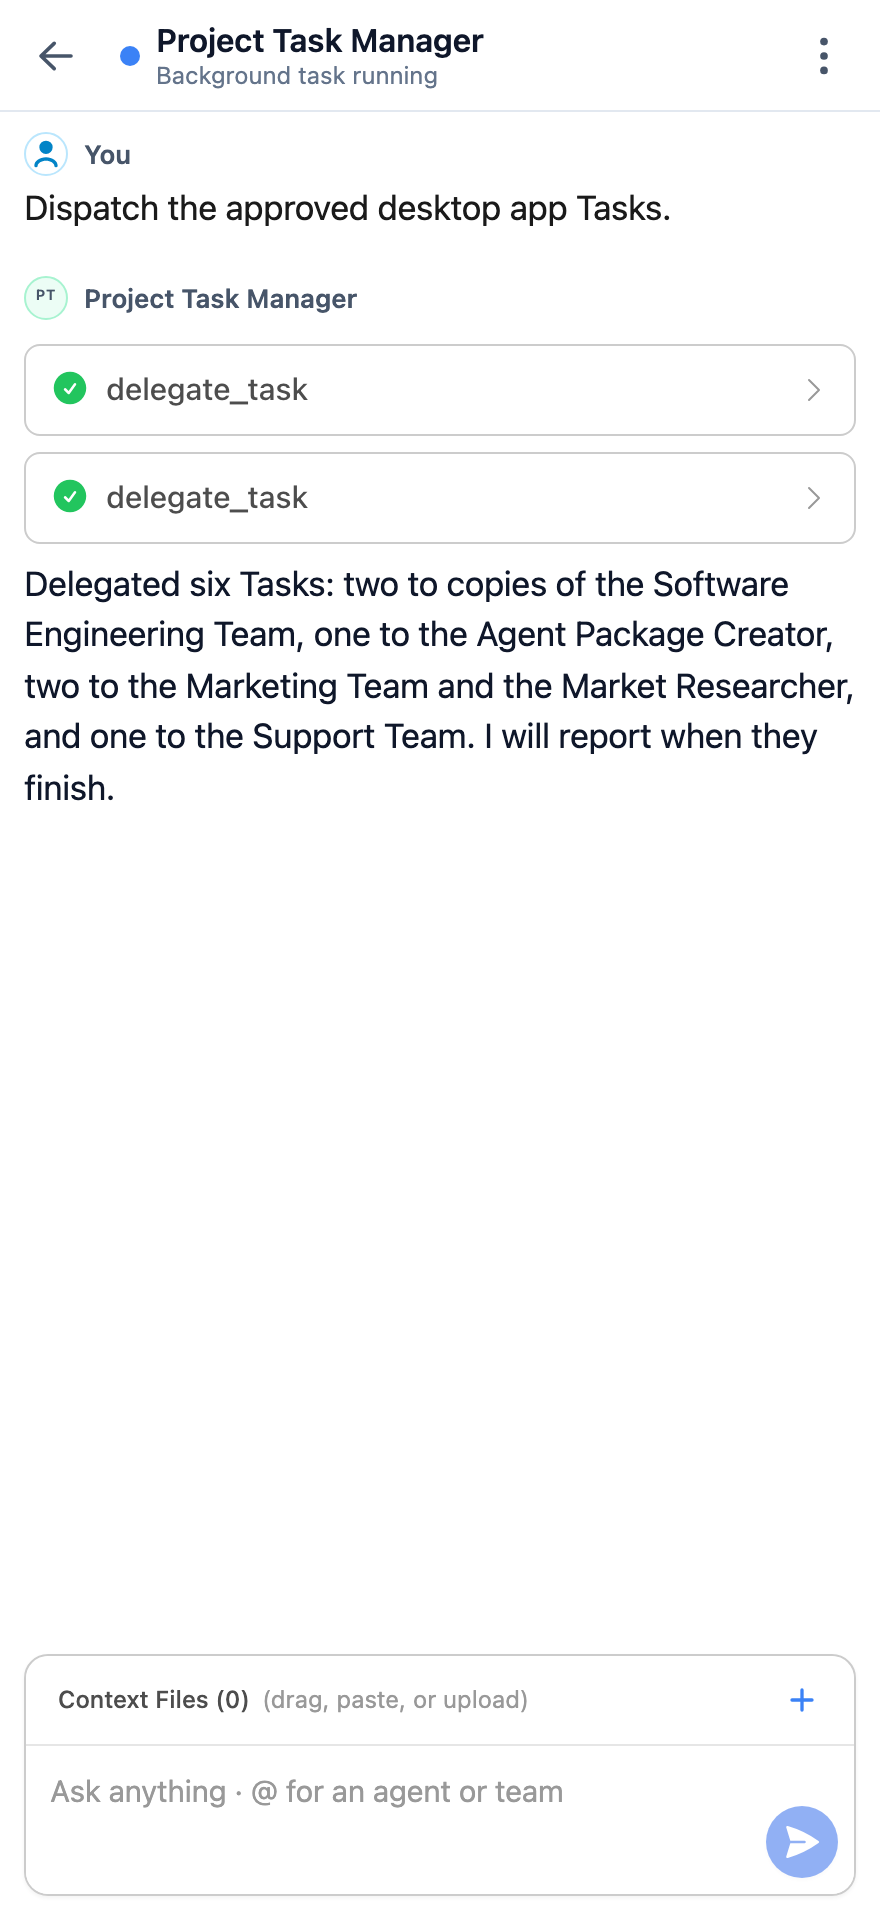 Project Task Manager
Background task running
You
Dispatch the approved desktop app Tasks.
PT
Project Task Manager
delegate_task
delegate_task
Delegated six Tasks: two to copies of the Software
Engineering Team, one to the Agent Package Creator,
two to the Marketing Team and the Market Researcher,
and one to the Support Team. I will report when they
finish.
Context Files (0) (drag, paste, or upload)
Ask anything · @ for an agent or team